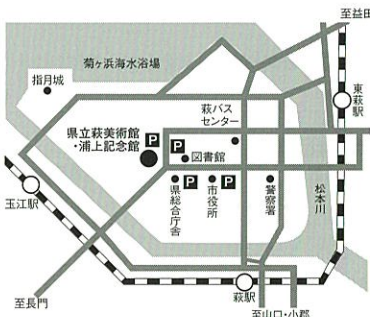 至益田
菊ヶ浜海水浴場
指月城
東萩駅
萩バス
センター
県立萩美術館
・浦上記念館
P
P
図書館
P
P
県総合庁舎
市役所
警察署
松本川
玉江駅
至長門
萩駅
至山口・小郡